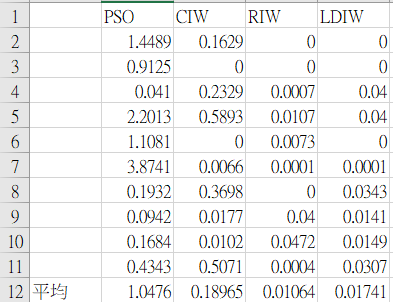 1 PSO CIW RIW LDIW
2 1.4489 0.1629 0 0
3 0.9125 0 0 0
4 0.041 0.2329 0.0007 0.04
5 2.2013 0.5893 0.0107 0.04
6 1.1081 0 0.0073 0
7 3.8741 0.0066 0.0001 0.0001
8 0.1932 0.3698 0 0.0343
9 0.0942 0.0177 0.04 0.0141
10 0.1684 0.0102 0.0472 0.0149
11 0.4343 0.5071 0.0004 0.0307
12 平均 1.0476 0.18965 0.01064 0.01741